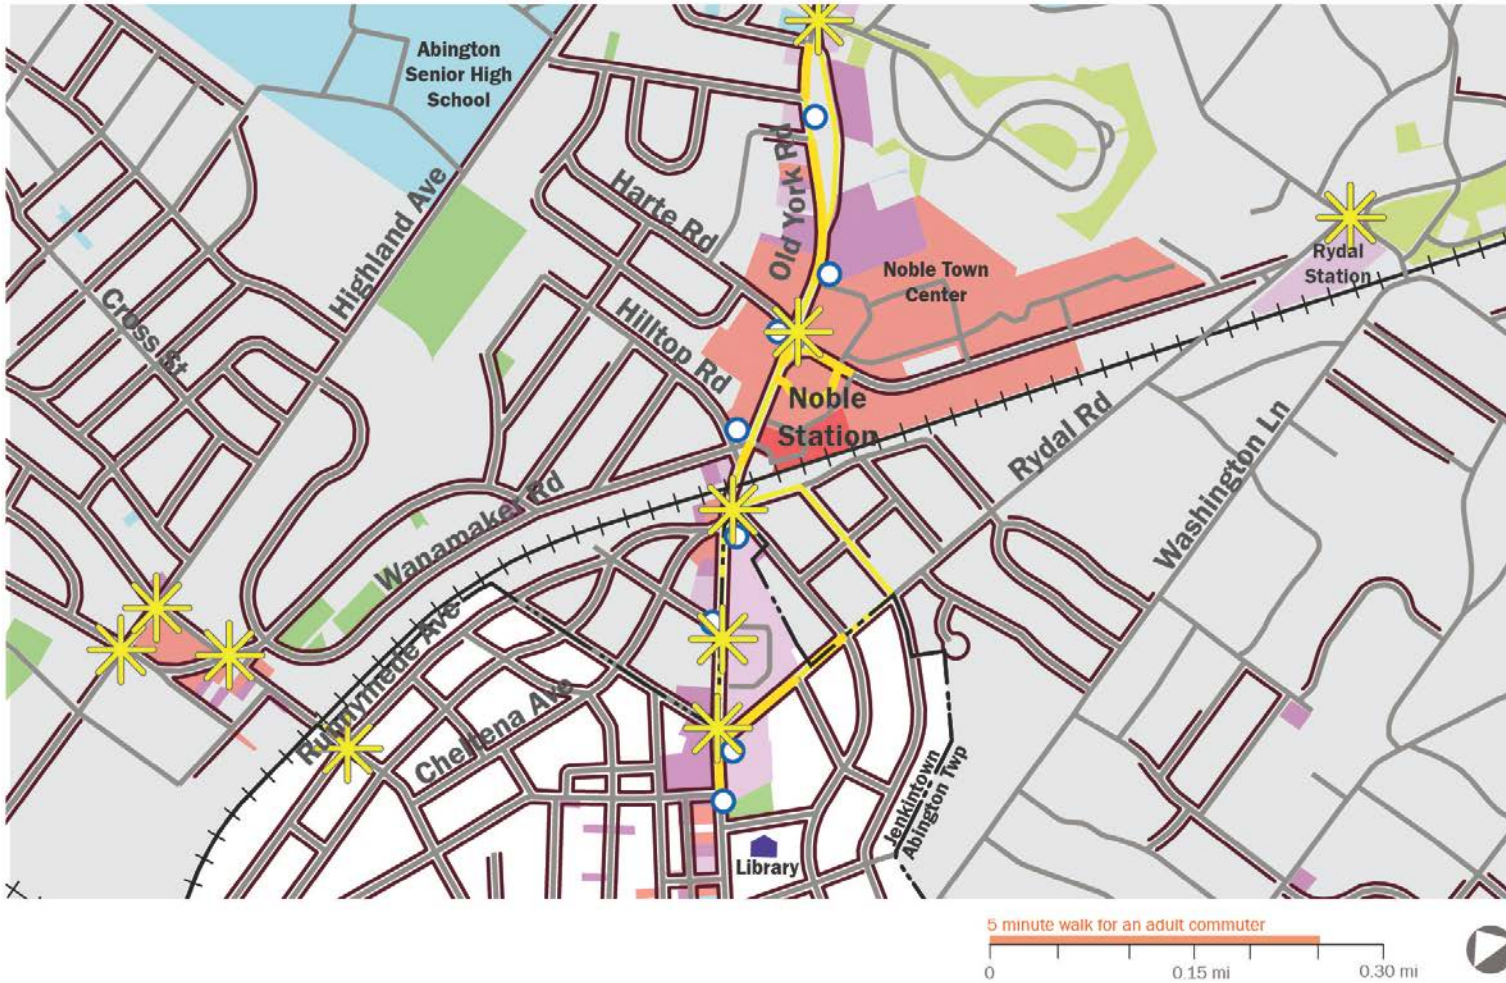 Abington
Senior High
School
Highland Ave
Harte Rd
Old York Rd
Noble Town
Center
Rydal
Station
Cross St
Hilltop Rd
Noble
Station
Rydal Rd
Washington Ln
Wanamaker Rd
Runnymede Ave
Cheltena Ave
Jenkintown
Abington Twp
Library
5 minute walk for an adult commuter
0
0.15 mi
0.30 mi